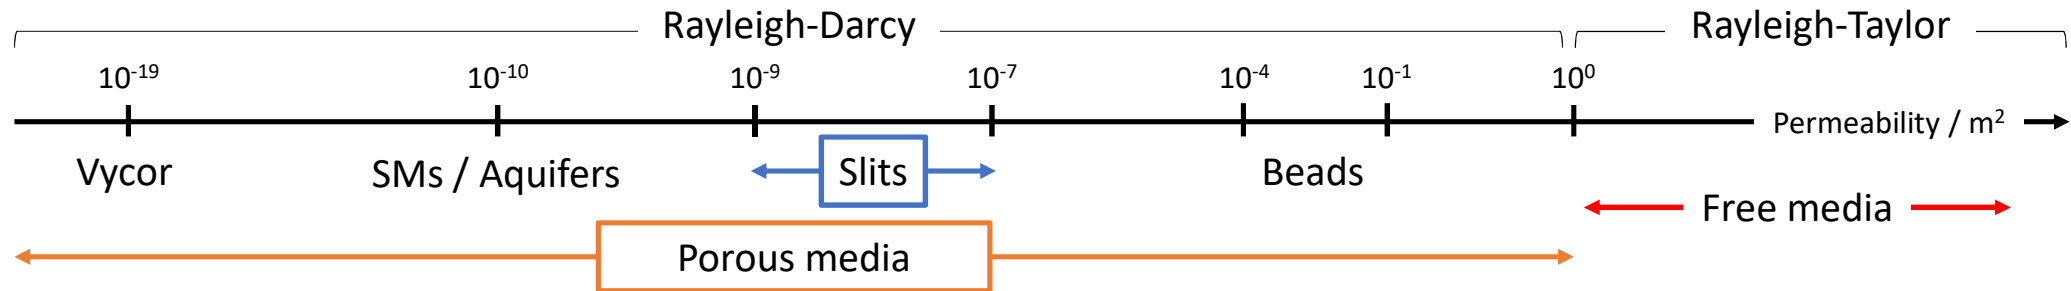 Rayleigh-Darcy Rayleigh-Taylor
10⁻¹⁹ 10⁻¹⁰ 10⁻⁹ 10⁻⁷ 10⁻⁴ 10⁻¹ 10⁰
Permeability / m²
Vycor SMs / Aquifers Slits Beads
Free media
Porous media